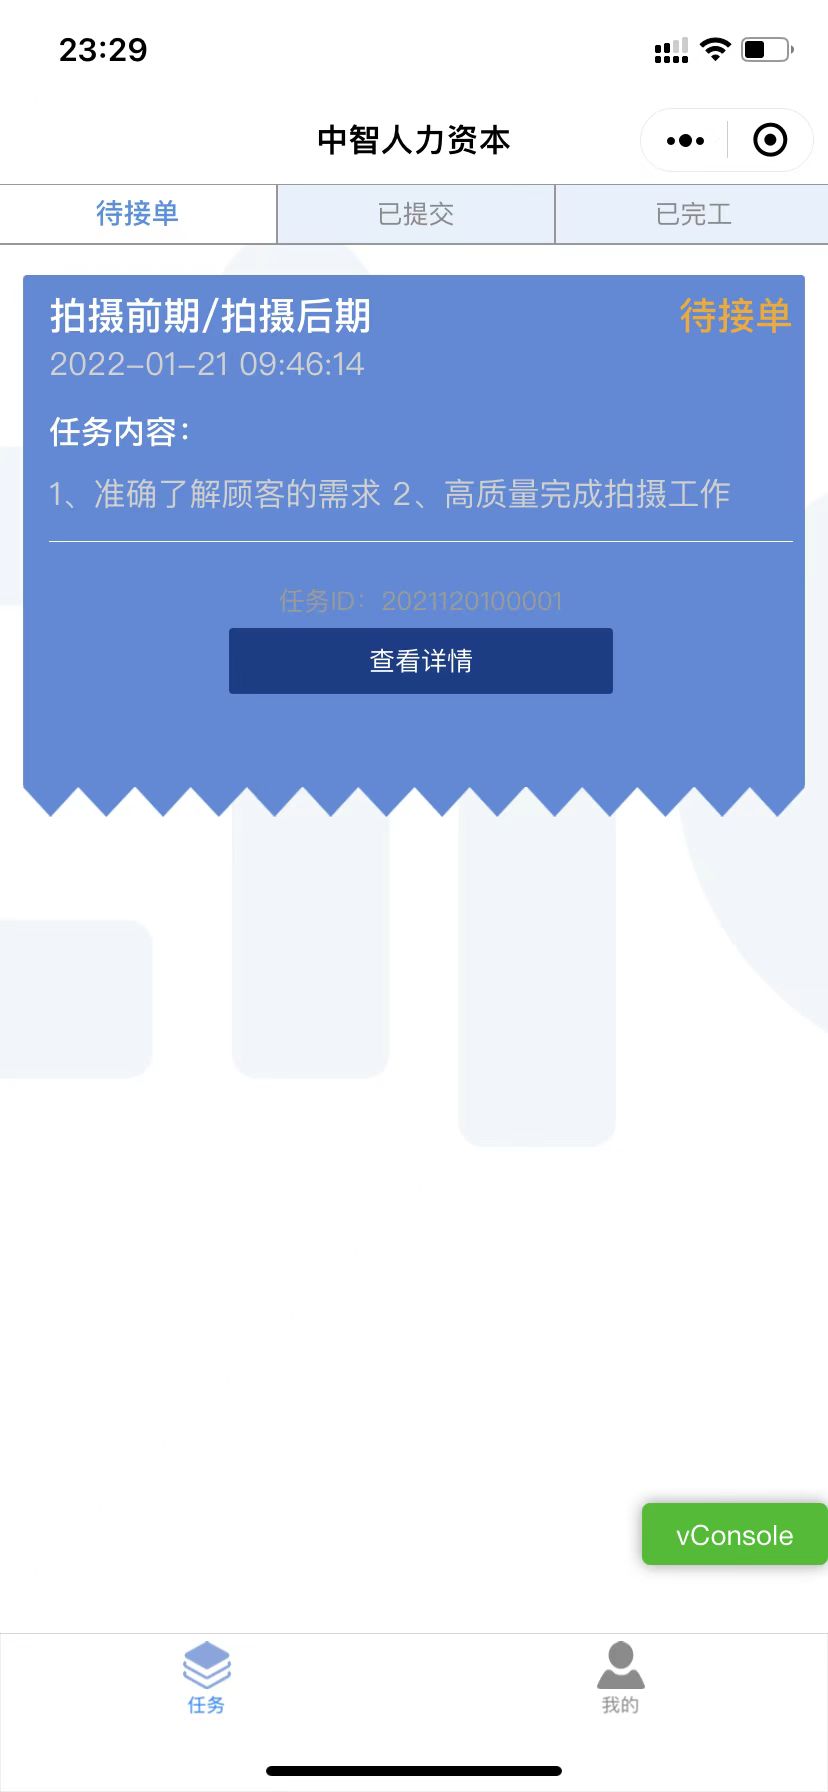 23:29
中智人力资本
待接单
已提交
已完工
拍摄前期/拍摄后期
待接单
2022-01-21 09:46:14
任务内容：
1、准确了解顾客的需求 2、高质量完成拍摄工作
任务ID：2021120100001
查看详情
vConsole
任务
我的